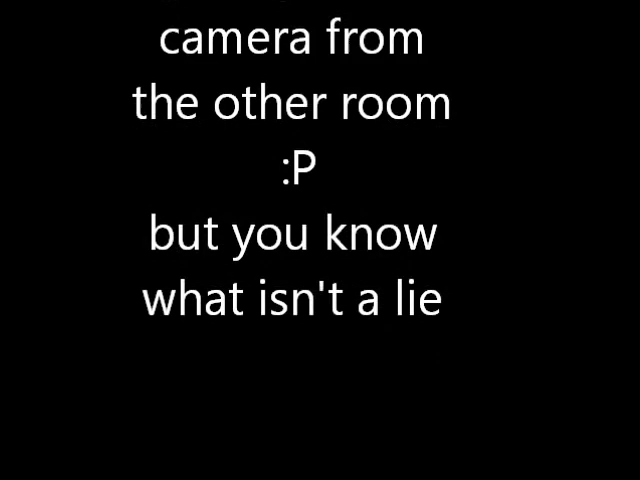 camera from
the other room
:P
but you know
what isn't a lie